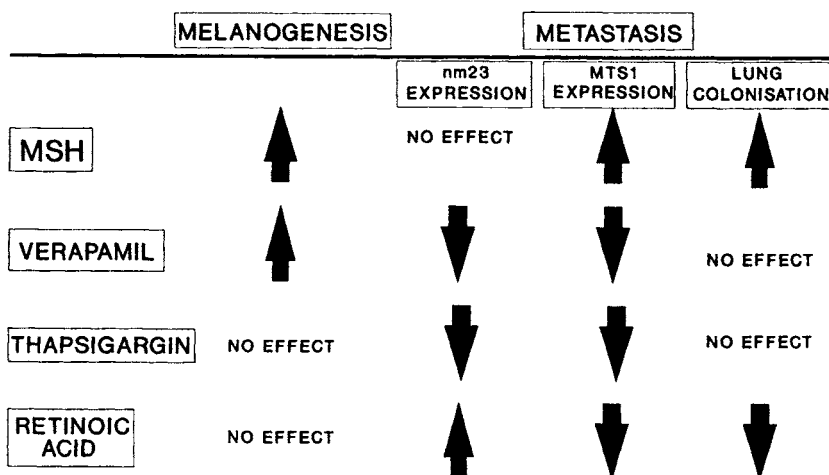 MELANOGENESIS METASTASIS
nm23 EXPRESSION MTS1 EXPRESSION LUNG COLONISATION
MSH NO EFFECT
VERAPAMIL NO EFFECT
THAPSIGARGIN NO EFFECT NO EFFECT
RETINOIC ACID NO EFFECT